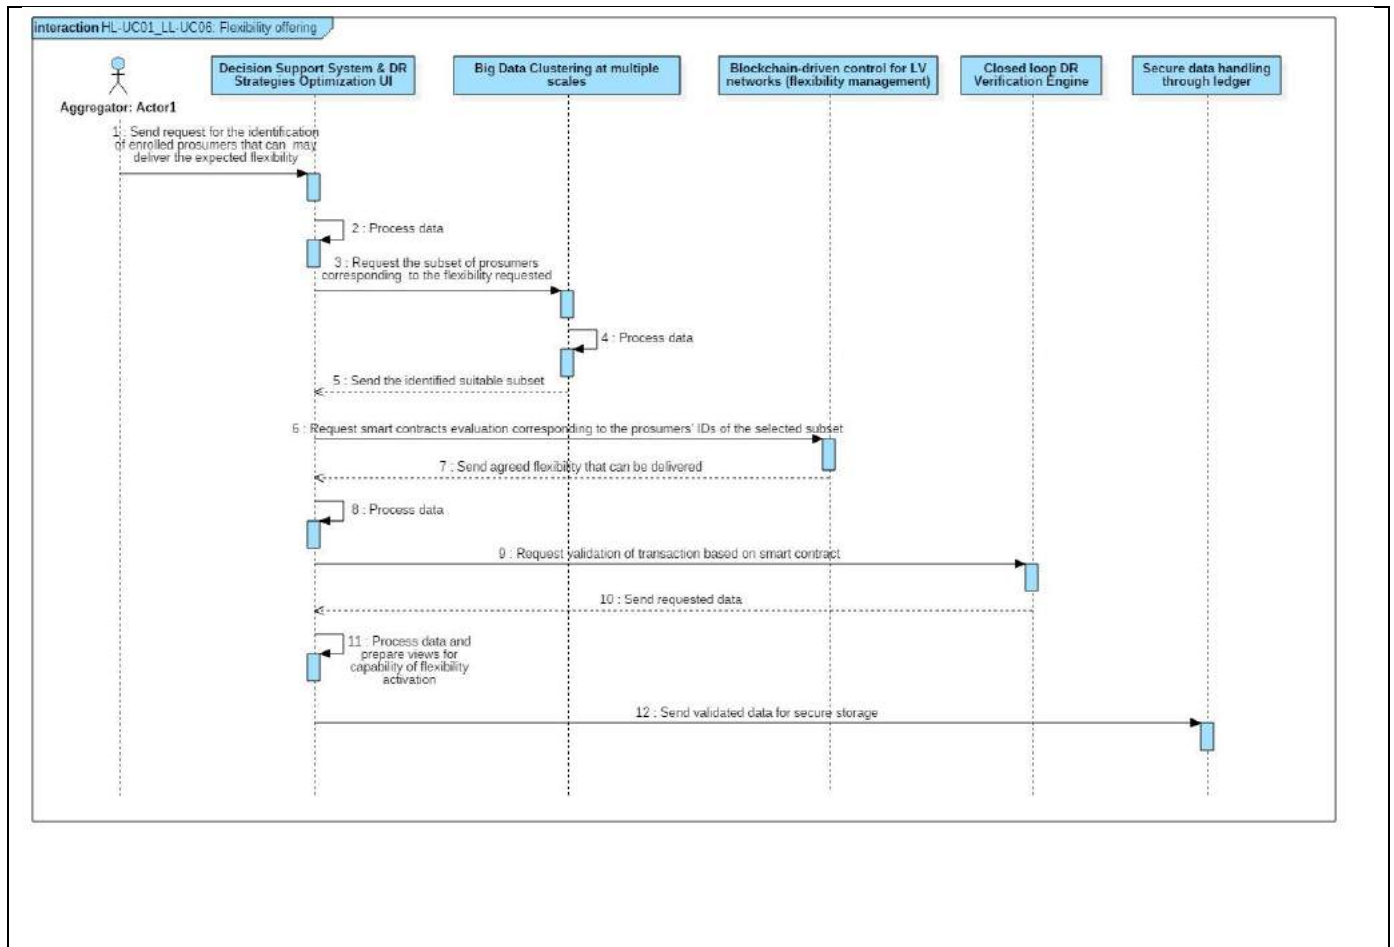 interaction HL-UC01_LL-UC06: Flexibility offering
Aggregator: Actor1
Decision Support System & DR
Strategies Optimization UI
Big Data Clustering at multiple
scales
Blockchain-driven control for LV
networks (flexibility management)
Closed loop DR
Verification Engine
Secure data handling
through ledger
1 : Send request for the identification
of enrolled prosumers that can may
deliver the expected flexibility
2 : Process data
3 : Request the subset of prosumers
corresponding to the flexibility requested
4 : Process data
5 : Send the identified suitable subset
6 : Request smart contracts evaluation corresponding to the prosumers' IDs of the selected subset
7 : Send agreed flexibility that can be delivered
8 : Process data
9 : Request validation of transaction based on smart contract
10 : Send requested data
11 : Process data and
prepare views for
capability of flexibility
activation
12 : Send validated data for secure storage